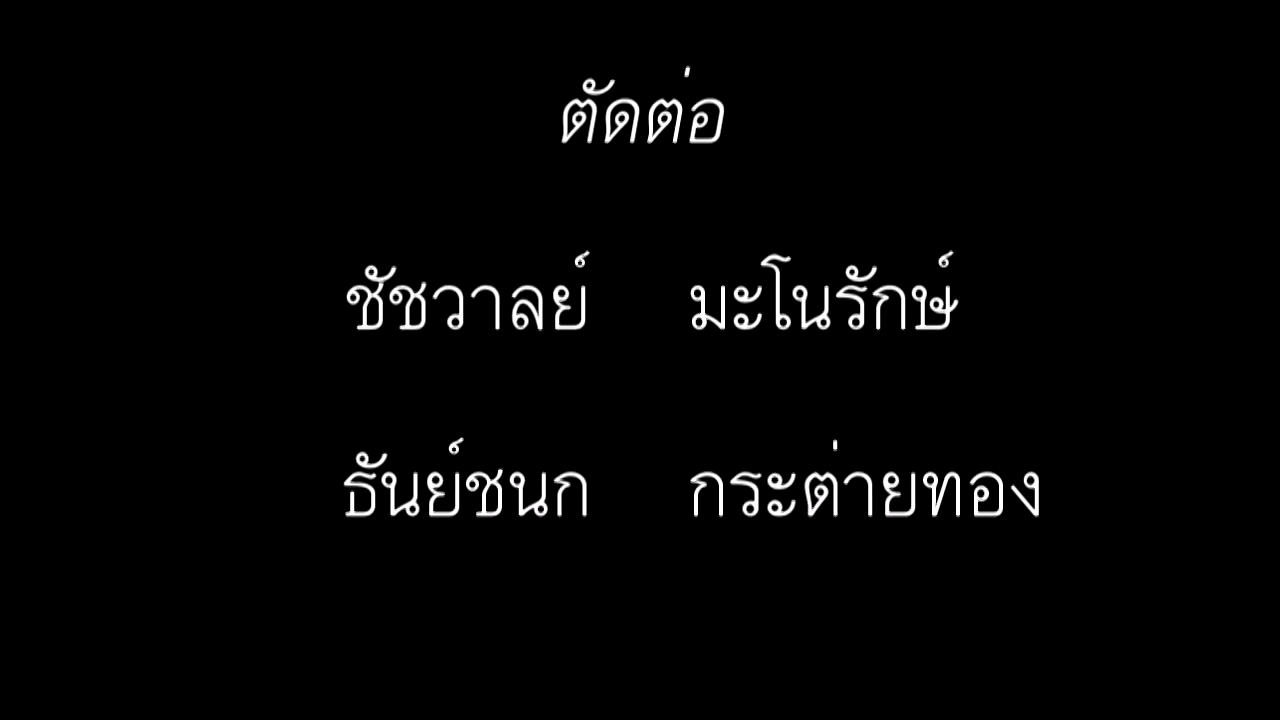 ตัดต่อ
ชัชวาลย์ มะโนรักษ์
ธันย์ชนก กระต่ายทอง